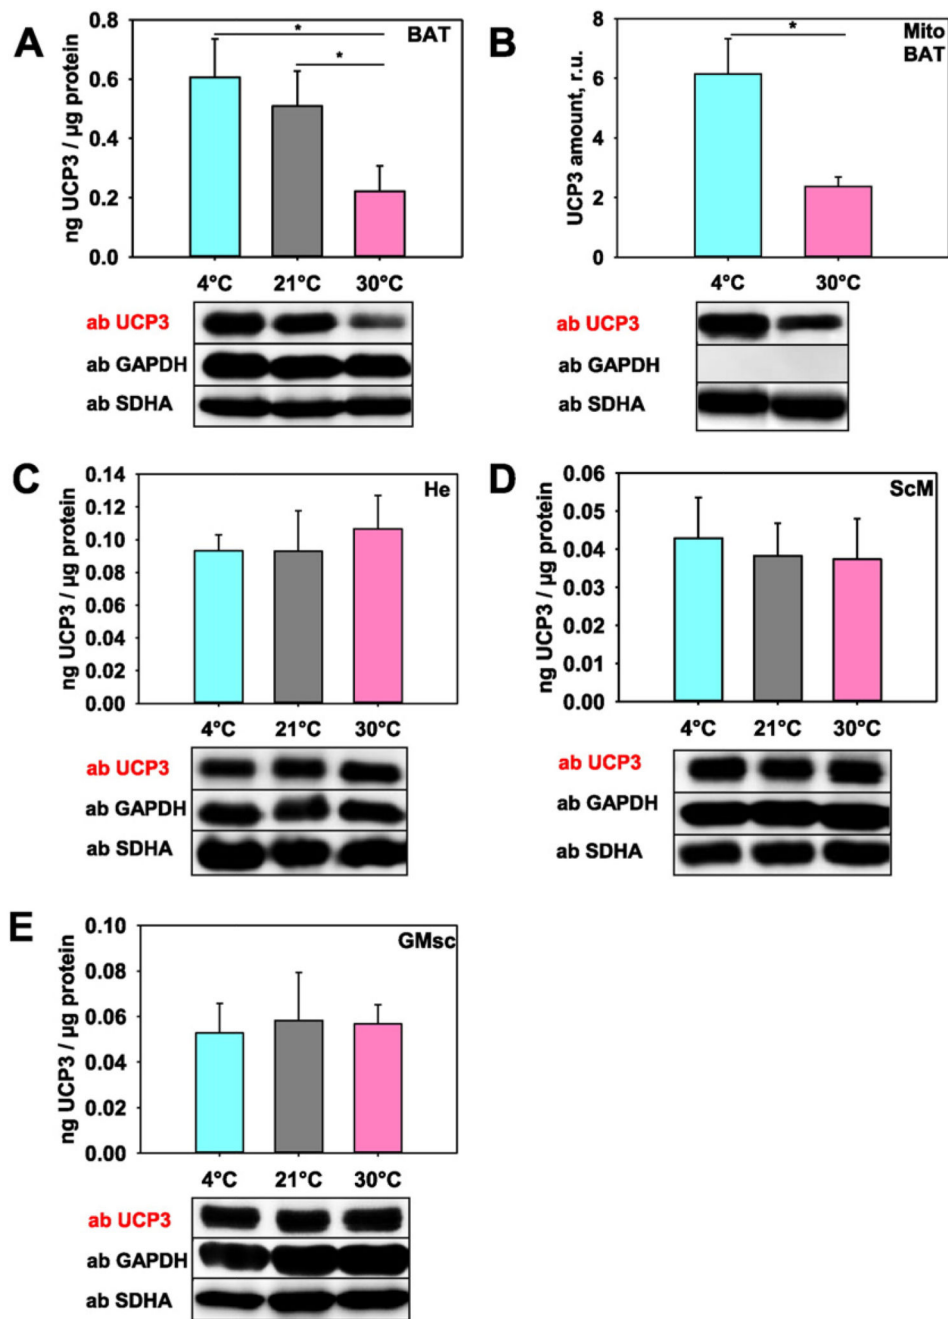 A
BAT
*
*
ng UCP3 / µg protein
0.8
0.6
0.4
0.2
0.0
4°C 21°C 30°C
ab UCP3
ab GAPDH
ab SDHA
B
Mito
BAT
*
UCP3 amount, r.u.
8
6
4
2
0
4°C 30°C
ab UCP3
ab GAPDH
ab SDHA
C
He
ng UCP3 / µg protein
0.14
0.12
0.10
0.08
0.06
0.04
0.02
0.00
4°C 21°C 30°C
ab UCP3
ab GAPDH
ab SDHA
D
ScM
ng UCP3 / µg protein
0.06
0.05
0.04
0.03
0.02
0.01
0.00
4°C 21°C 30°C
ab UCP3
ab GAPDH
ab SDHA
E
GMsc
ng UCP3 / µg protein
0.10
0.08
0.06
0.04
0.02
0.00
4°C 21°C 30°C
ab UCP3
ab GAPDH
ab SDHA